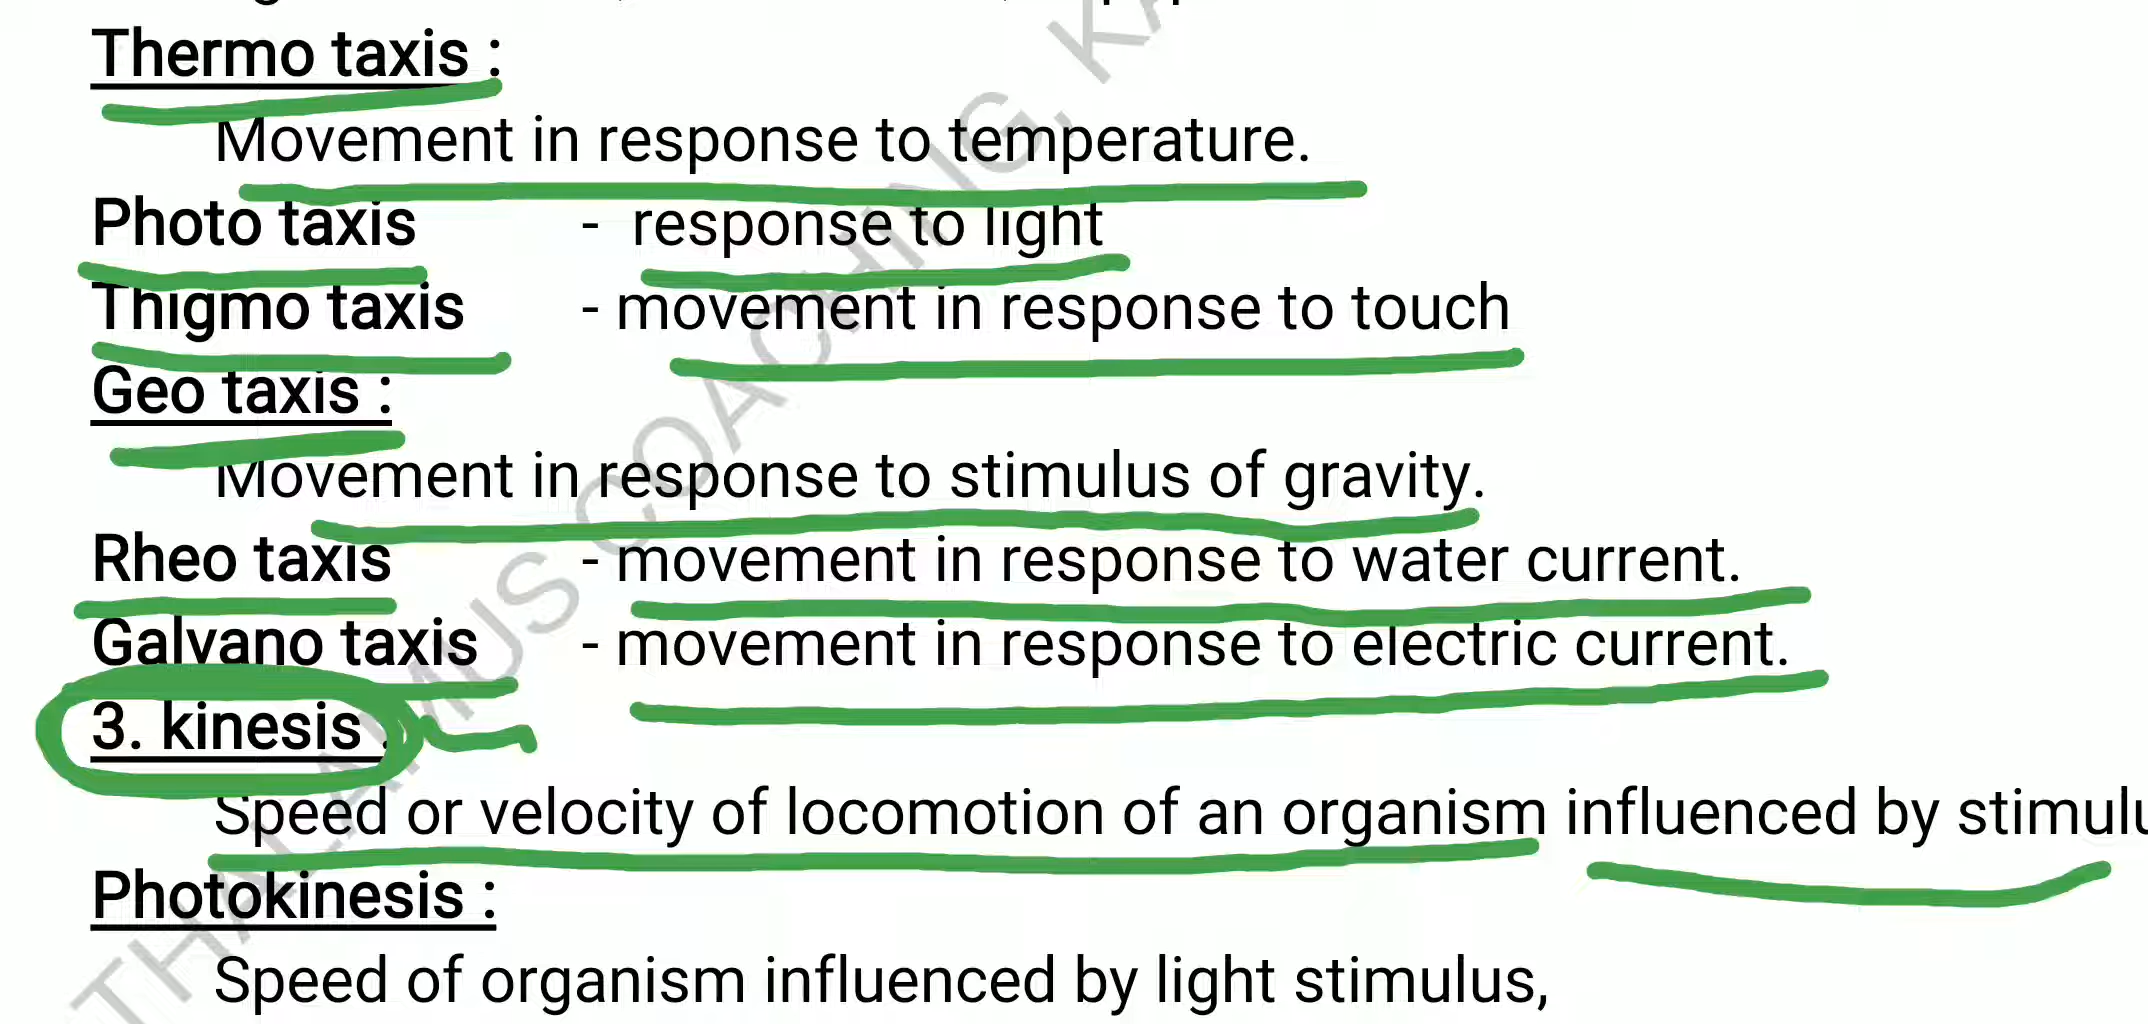 Thermo taxis :
Movement in response to temperature.
Photo taxis - response to light
Thigmo taxis - movement in response to touch
Geo taxis :
Movement in response to stimulus of gravity.
Rheo taxis - movement in response to water current.
Galvano taxis - movement in response to electric current.
3. kinesis :
Speed or velocity of locomotion of an organism influenced by
Photokinesis :
Speed of organism influenced by light stimulus,
THALAMUS COACHING,